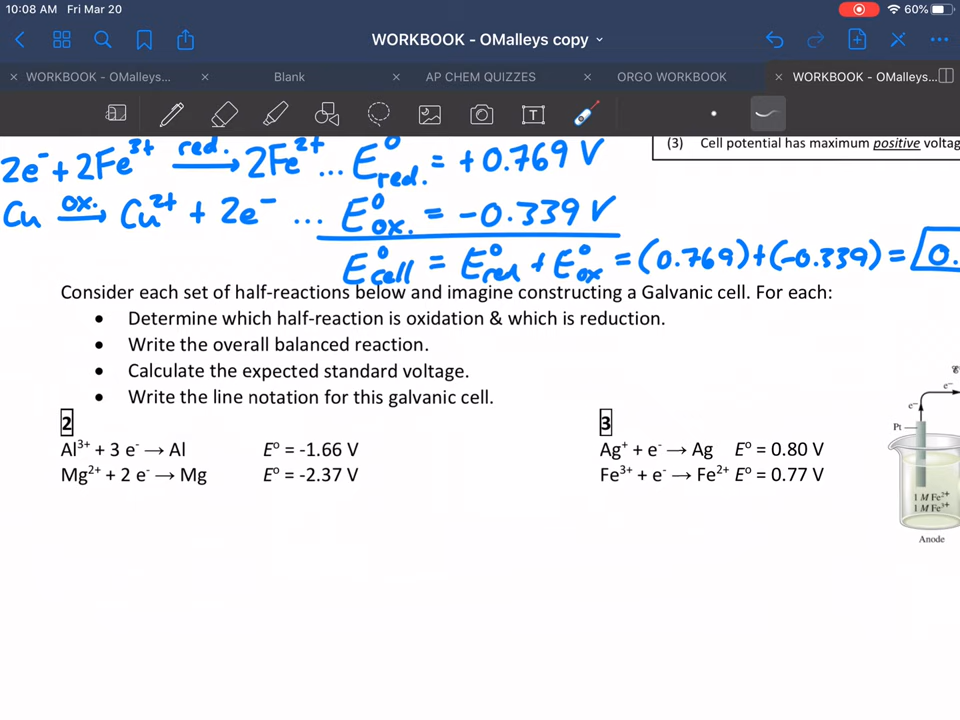 10:08 AM Fri Mar 20
60%
WORKBOOK - OMalleys copy
WORKBOOK - OMalleys...
Blank
AP CHEM QUIZZES
ORGO WORKBOOK
WORKBOOK - OMalleys...
2e⁻ + 2Fe³⁺ red. → 2Fe²⁺ ... E°red. = +0.769 V
(3) Cell potential has maximum positive
Cu ox. → Cu²⁺ + 2e⁻ ... E°ox. = -0.339 V
E°cell = E°red + E°ox = (0.769)+(-0.339) = 0.
Consider each set of half-reactions below and imagine constructing a Galvanic cell. For each:
• Determine which half-reaction is oxidation & which is reduction.
• Write the overall balanced reaction.
• Calculate the expected standard voltage.
• Write the line notation for this galvanic cell.
2
Al³⁺ + 3 e⁻ → Al E° = -1.66 V
Mg²⁺ + 2 e⁻ → Mg E° = -2.37 V
3
Ag⁺ + e⁻ → Ag E° = 0.80 V
Fe³⁺ + e⁻ → Fe²⁺ E° = 0.77 V
e⁻
e⁻
Pt
1 M Fe²⁺
1 M Fe³⁺
Anode